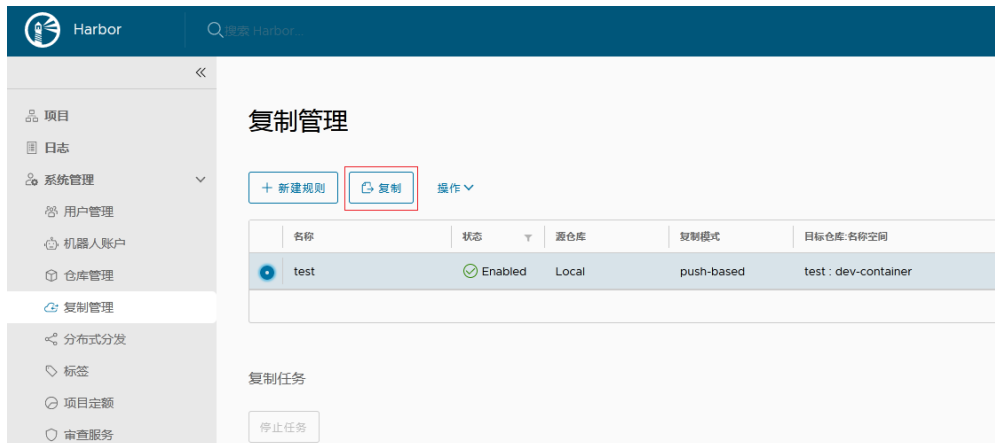 Harbor
搜索 Harbor...
项目
日志
系统管理
用户管理
机器人账户
仓库管理
复制管理
分布式分发
标签
项目定额
审查服务
复制管理
新建规则 复制 操作
名称 状态 源仓库 复制模式 目标仓库:名称空间
test Enabled Local push-based test : dev-container
复制任务
停止任务